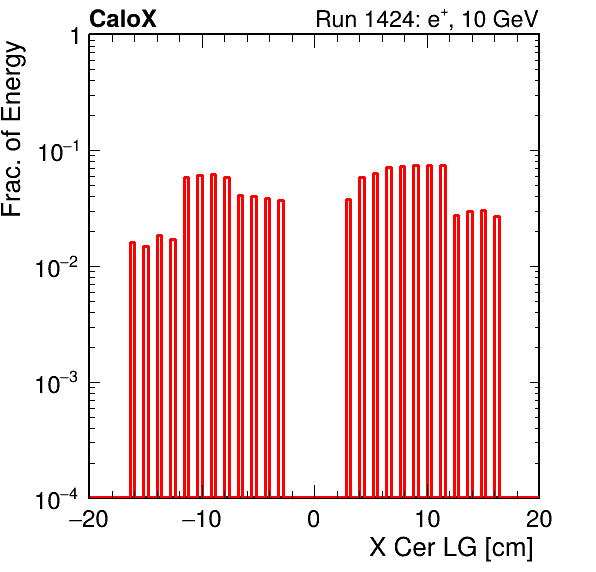 CaloX Run 1424: e⁺, 10 GeV
Frac. of Energy
1
10⁻¹
10⁻²
10⁻³
10⁻⁴
−20 −10 0 10 20
X Cer LG [cm]